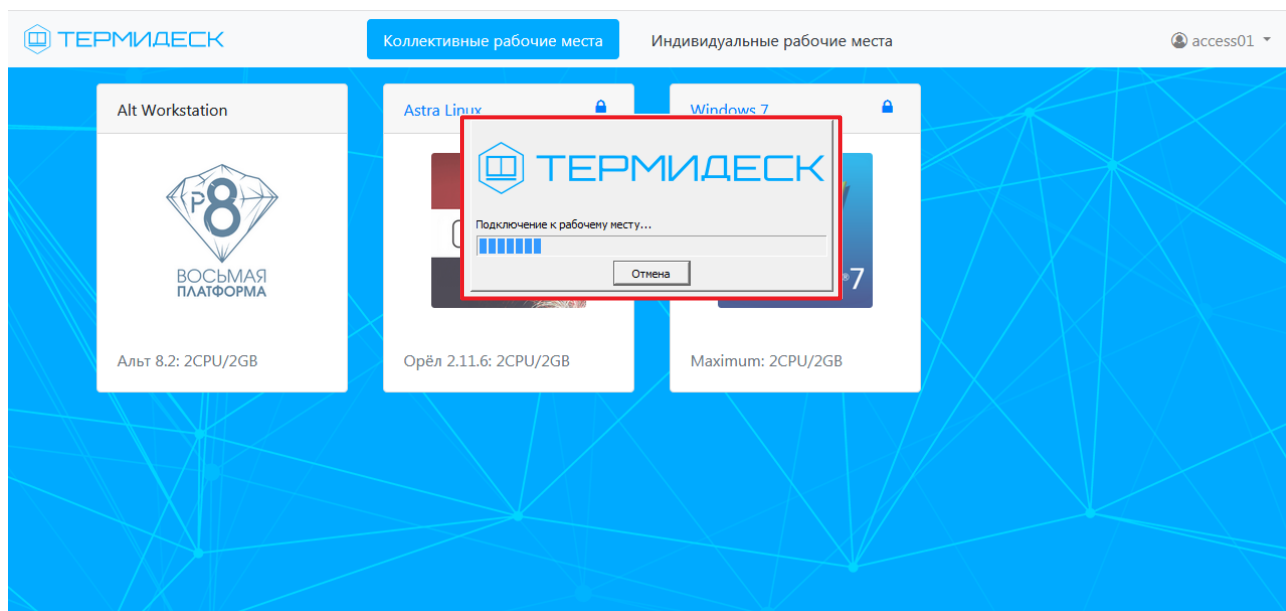 ТЕРМИДЕСК
Коллективные рабочие места
Индивидуальные рабочие места
access01
Alt Workstation
Astra Linux
Windows 7
P8
ВОСЬМАЯ
ПЛАТФОРМА
ТЕРМИДЕСК
Подключение к рабочему месту...
Отмена
®7
Альт 8.2: 2CPU/2GB
Орёл 2.11.6: 2CPU/2GB
Maximum: 2CPU/2GB